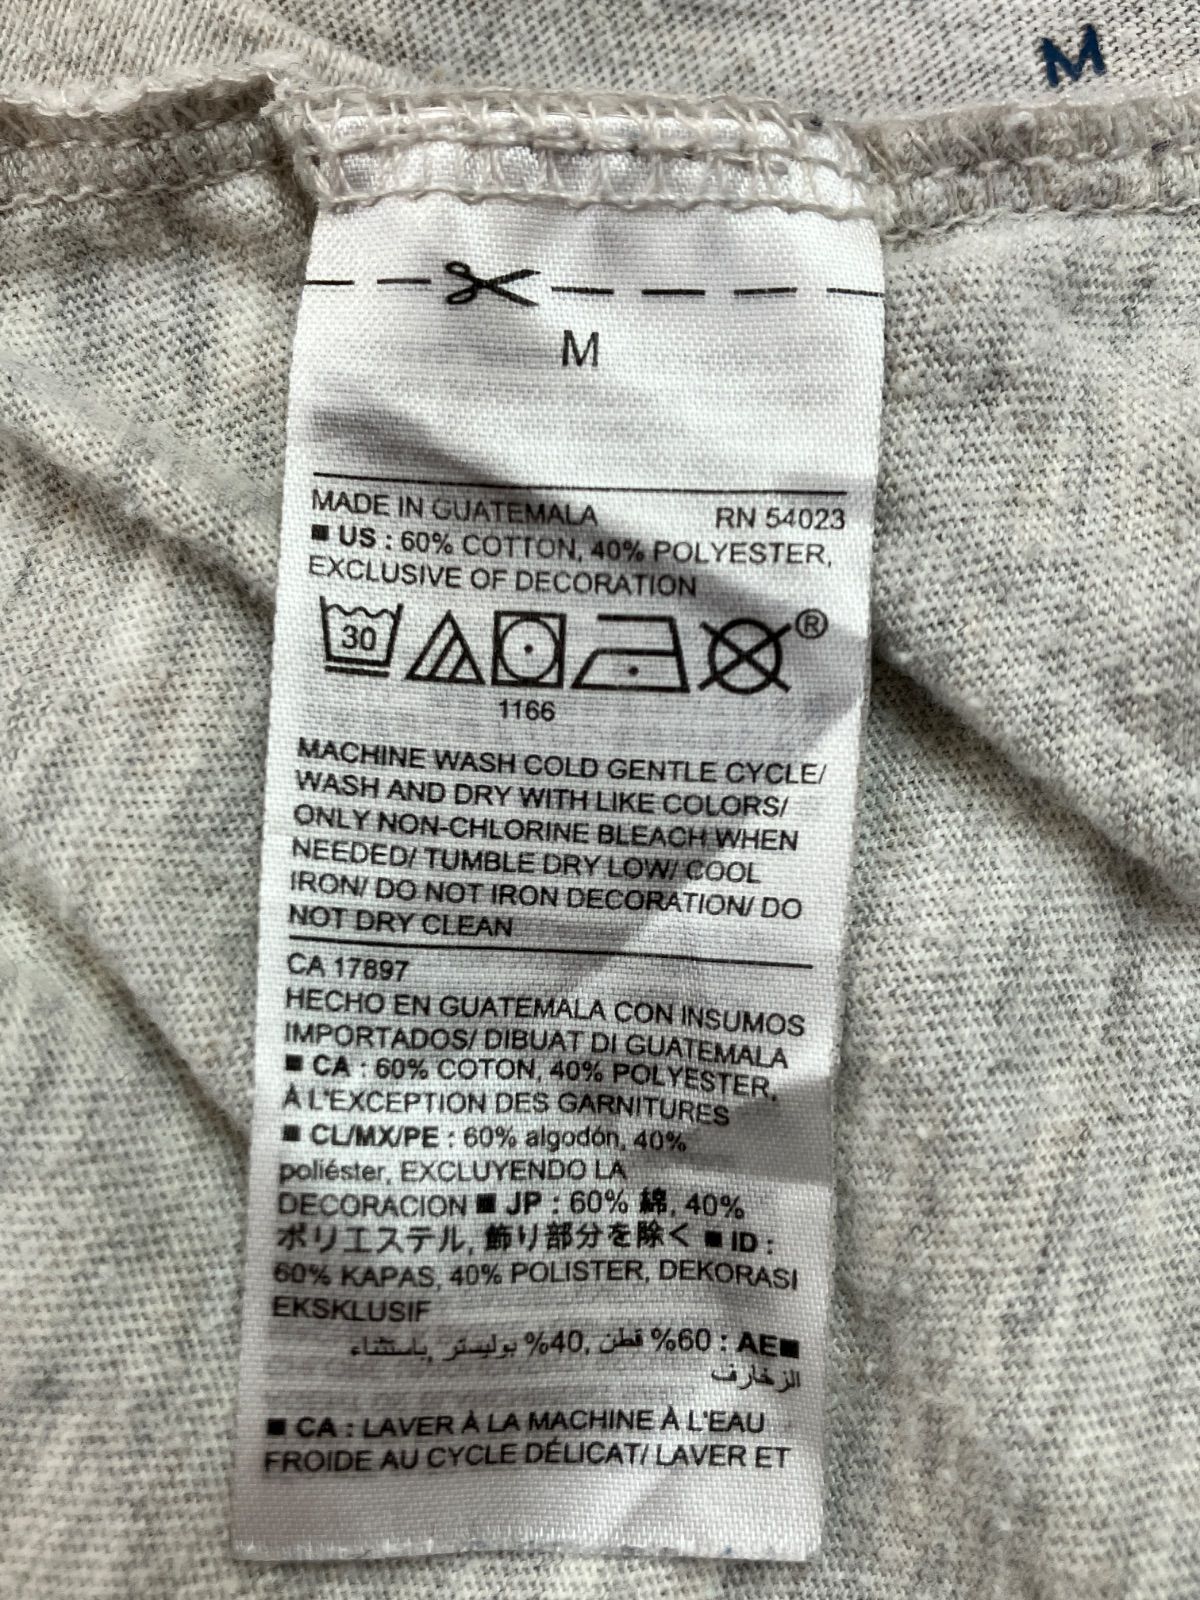 M
M
MADE IN GUATEMALA RN 54023
■ US : 60% COTTON, 40% POLYESTER,
EXCLUSIVE OF DECORATION
30 ®
1166
MACHINE WASH COLD GENTLE CYCLE/
WASH AND DRY WITH LIKE COLORS/
ONLY NON-CHLORINE BLEACH WHEN
NEEDED/ TUMBLE DRY LOW/ COOL
IRON/ DO NOT IRON DECORATION/ DO
NOT DRY CLEAN
CA 17897
HECHO EN GUATEMALA CON INSUMOS
IMPORTADOS/ DIBUAT DI GUATEMALA
■ CA : 60% COTON, 40% POLYESTER,
À L'EXCEPTION DES GARNITURES
■ CL/MX/PE : 60% algodón, 40%
poliéster, EXCLUYENDO LA
DECORACION ■ JP : 60% 綿, 40%
ポリエステル, 飾り部分を除く ■ ID :
60% KAPAS, 40% POLISTER, DEKORASI
EKSKLUSIF
■AE : 60% قطن, 40% بوليستر, باستثناء
الزخارف
■ CA : LAVER À LA MACHINE À L'EAU
FROIDE AU CYCLE DÉLICAT/ LAVER ET